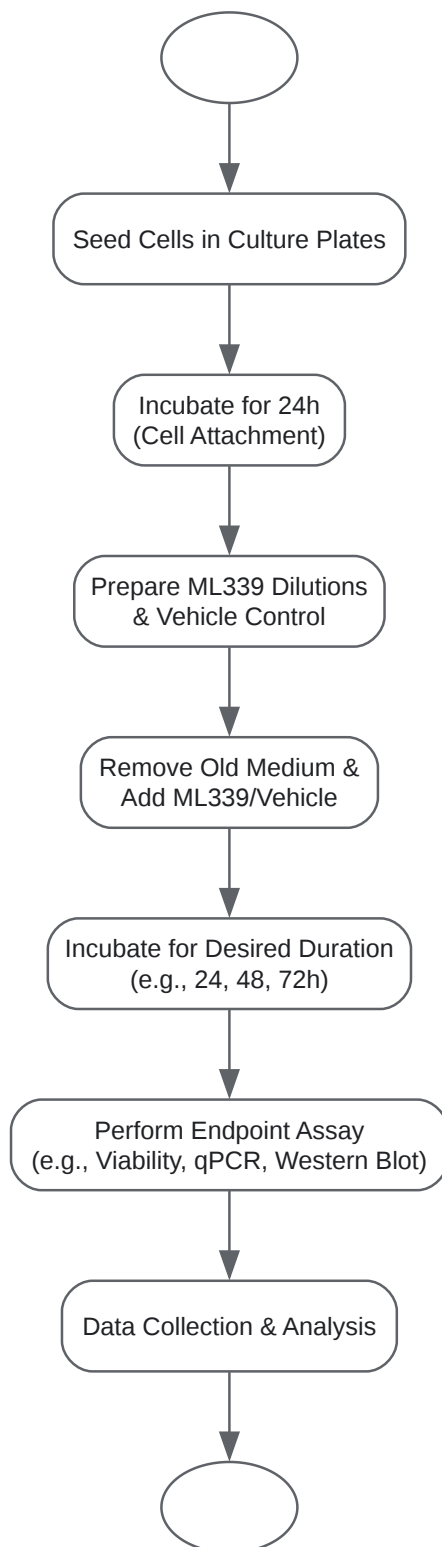 Seed Cells in Culture Plates
Incubate for 24h
(Cell Attachment)
Prepare ML339 Dilutions
& Vehicle Control
Remove Old Medium &
Add ML339/Vehicle
Incubate for Desired Duration
(e.g., 24, 48, 72h)
Perform Endpoint Assay
(e.g., Viability, qPCR, Western Blot)
Data Collection & Analysis